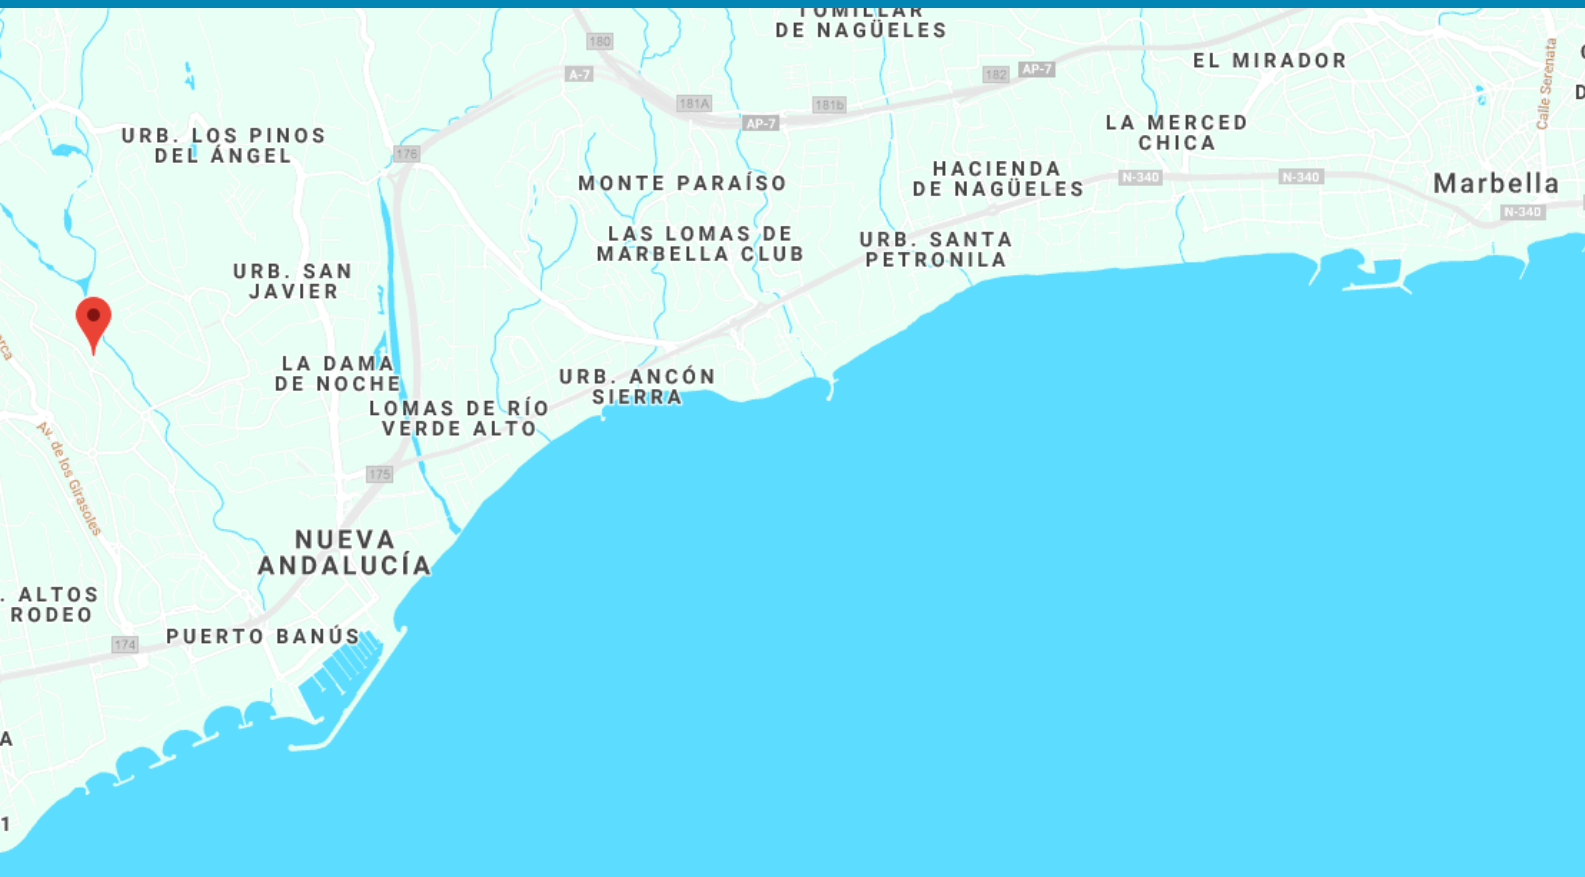 TOMILLAR
DE NAGÜELES
180
A-7
182
AP-7
EL MIRADOR
Calle Serenata
181A
181b
AP-7
URB. LOS PINOS
DEL ÁNGEL
176
LA MERCED
CHICA
MONTE PARAÍSO
HACIENDA
DE NAGÜELES
N-340
N-340
Marbella
N-340
LAS LOMAS DE
MARBELLA CLUB
URB. SANTA
PETRONILA
URB. SAN
JAVIER
LA DAMA
DE NOCHE
URB. ANCÓN
SIERRA
LOMAS DE RÍO
VERDE ALTO
Av. de los Girasoles
175
NUEVA
ANDALUCÍA
. ALTOS
RODEO
174
PUERTO BANÚS
A
1